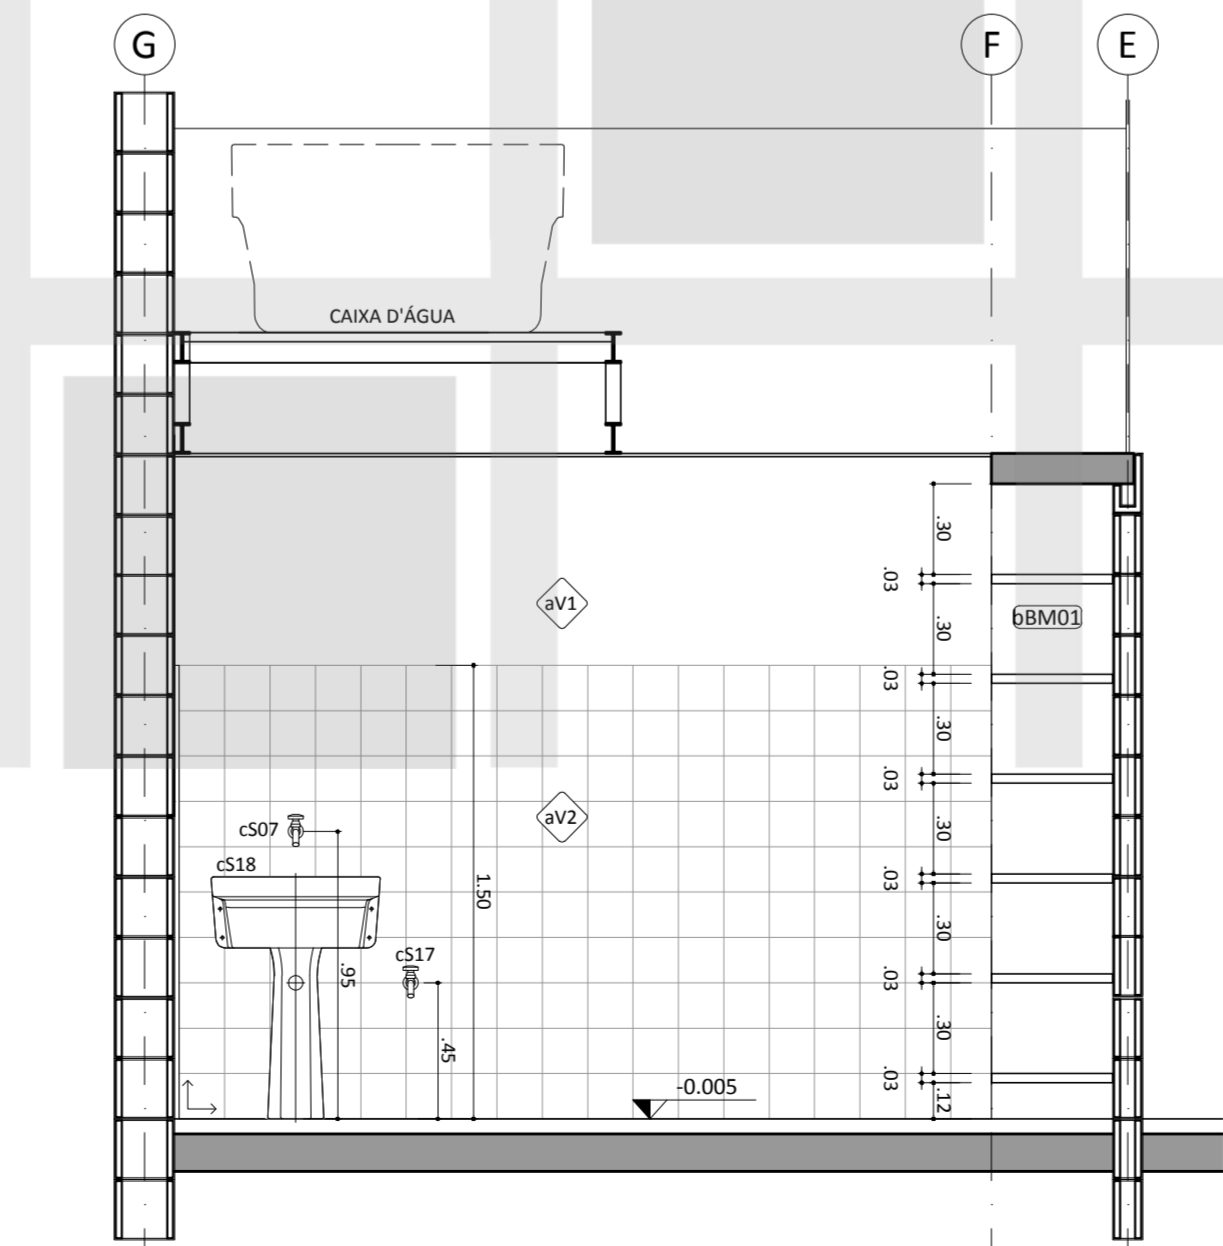 G
F
E
CAIXA D'ÁGUA
.30
.03
aV1
bBM01
.30
.03
.30
.03
aV2
cS07
.30
cS18
.03
1.50
.30
cS17
.95
.03
.45
.30
.03
-0.005
.12